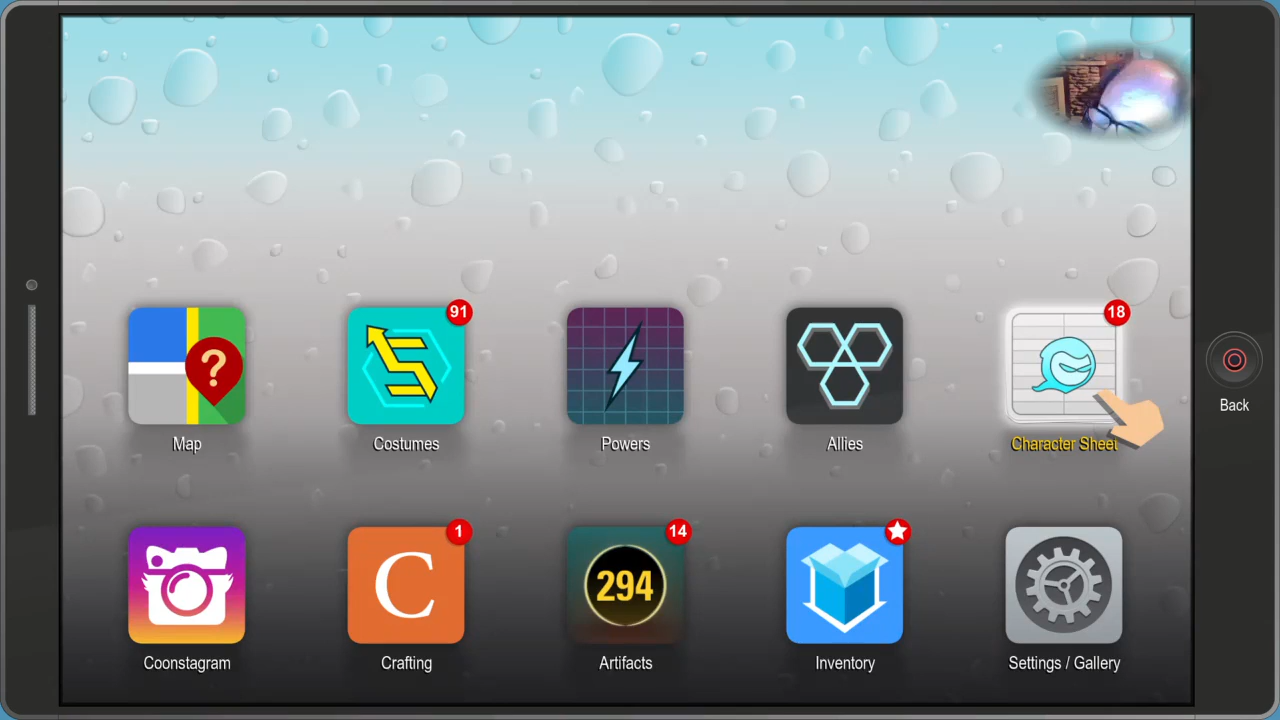 91
18
?
Map
Costumes
Powers
Allies
Character Sheet
Back
1
14
C
294
Coonstagram
Crafting
Artifacts
Inventory
Settings / Gallery